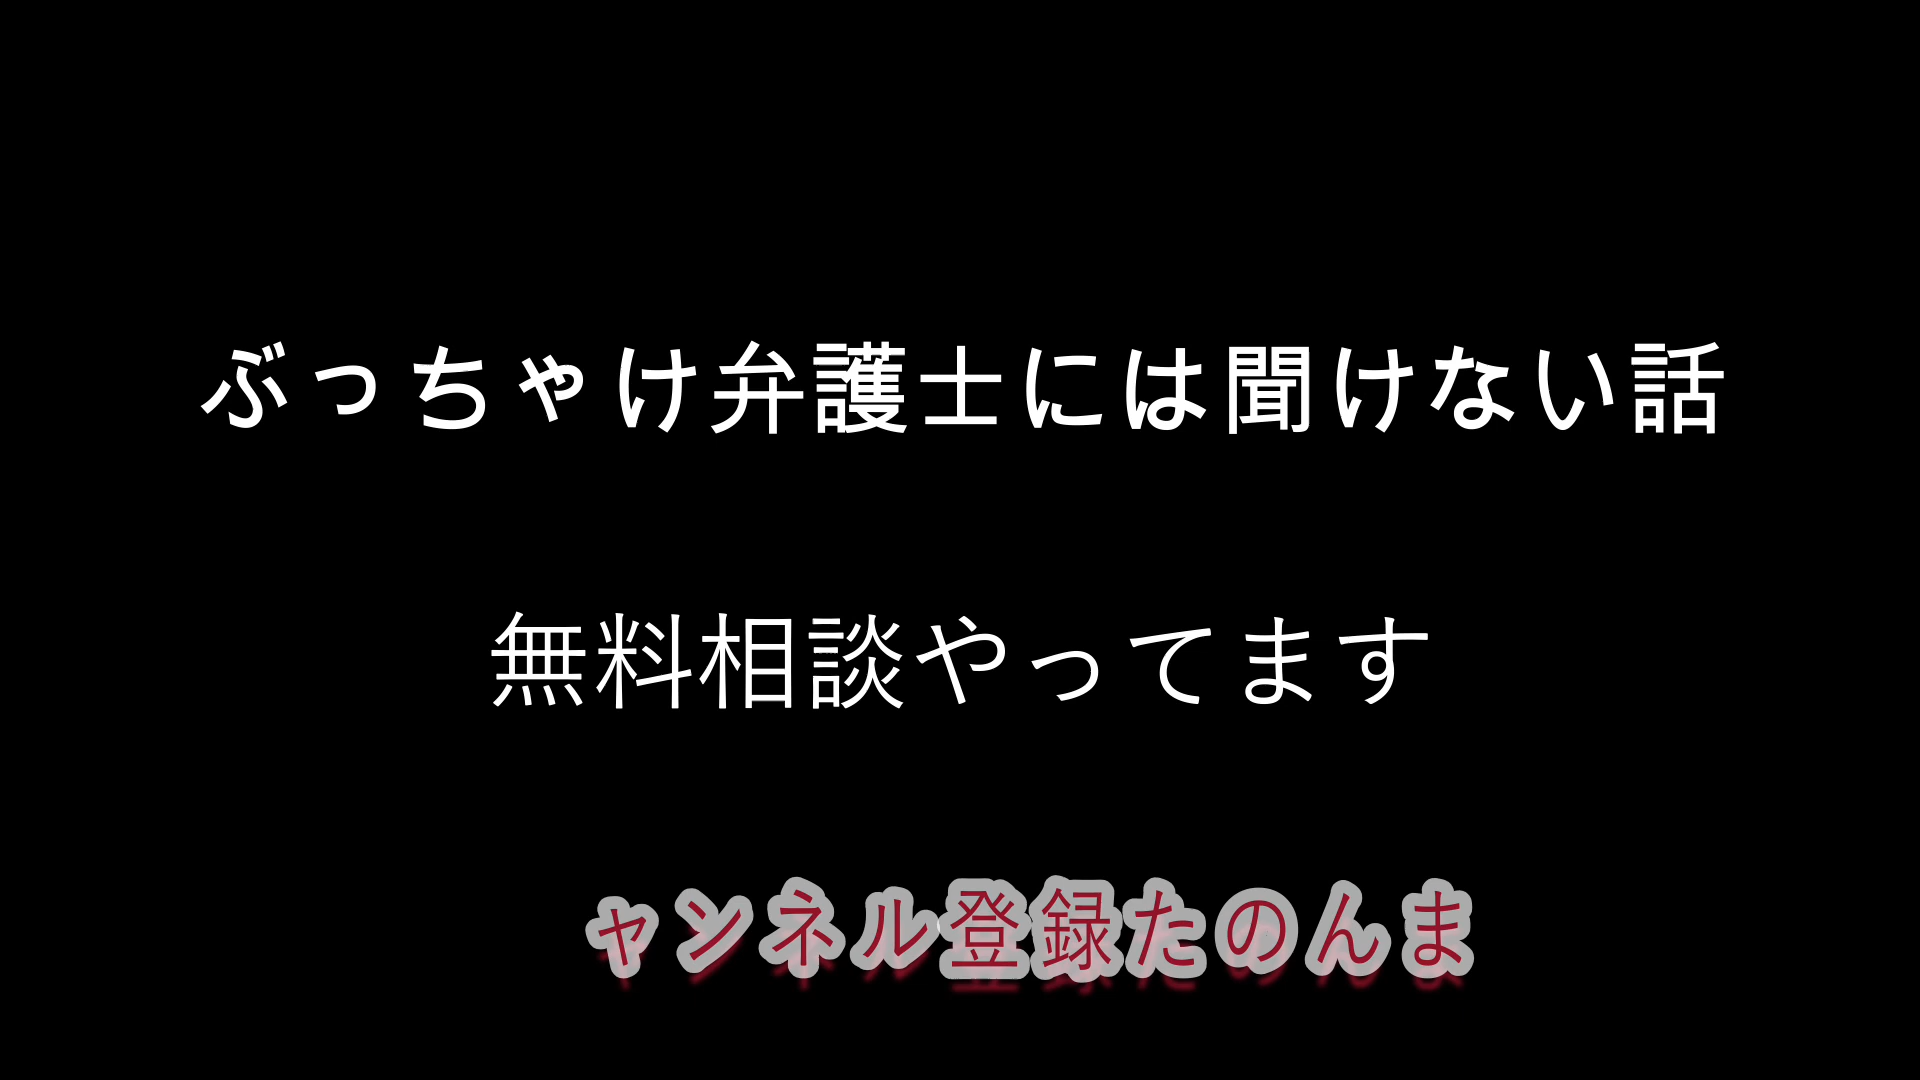 ぶっちゃけ弁護士には聞けない話
無料相談やってます
ャンネル登録たのんま